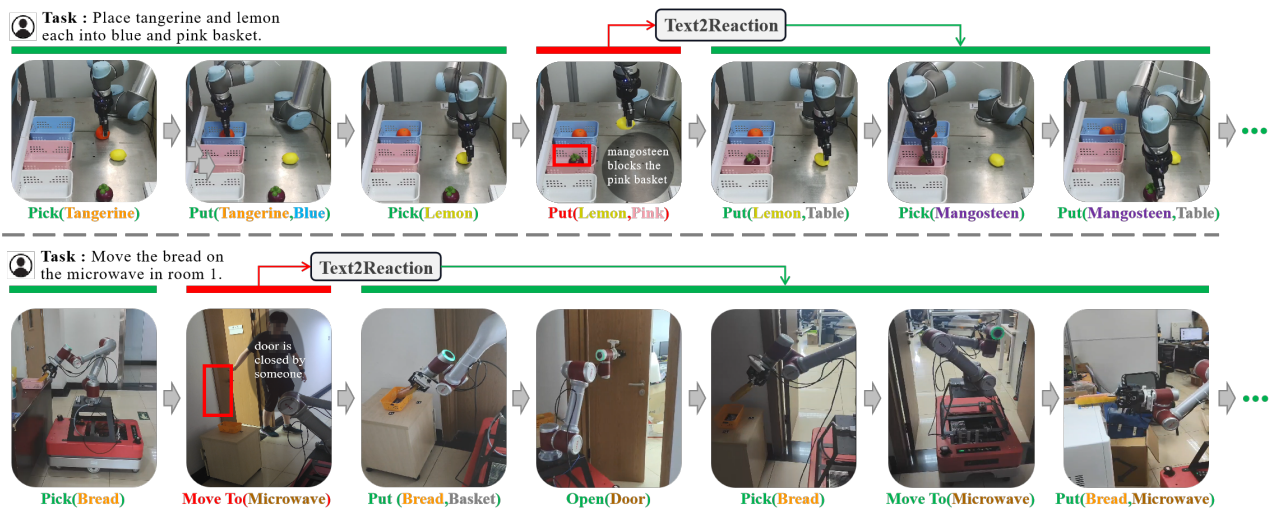 Task : Place tangerine and lemon
each into blue and pink basket.
Text2Reaction
mangosteen
blocks the
pink basket
Pick(Tangerine)
Put(Tangerine,Blue)
Pick(Lemon)
Put(Lemon,Pink)
Put(Lemon,Table)
Pick(Mangosteen)
Put(Mangosteen,Table)
Task : Move the bread on
the microwave in room 1.
Text2Reaction
door is
closed by
someone
Pick(Bread)
Move To(Microwave)
Put (Bread,Basket)
Open(Door)
Pick(Bread)
Move To(Microwave)
Put(Bread,Microwave)